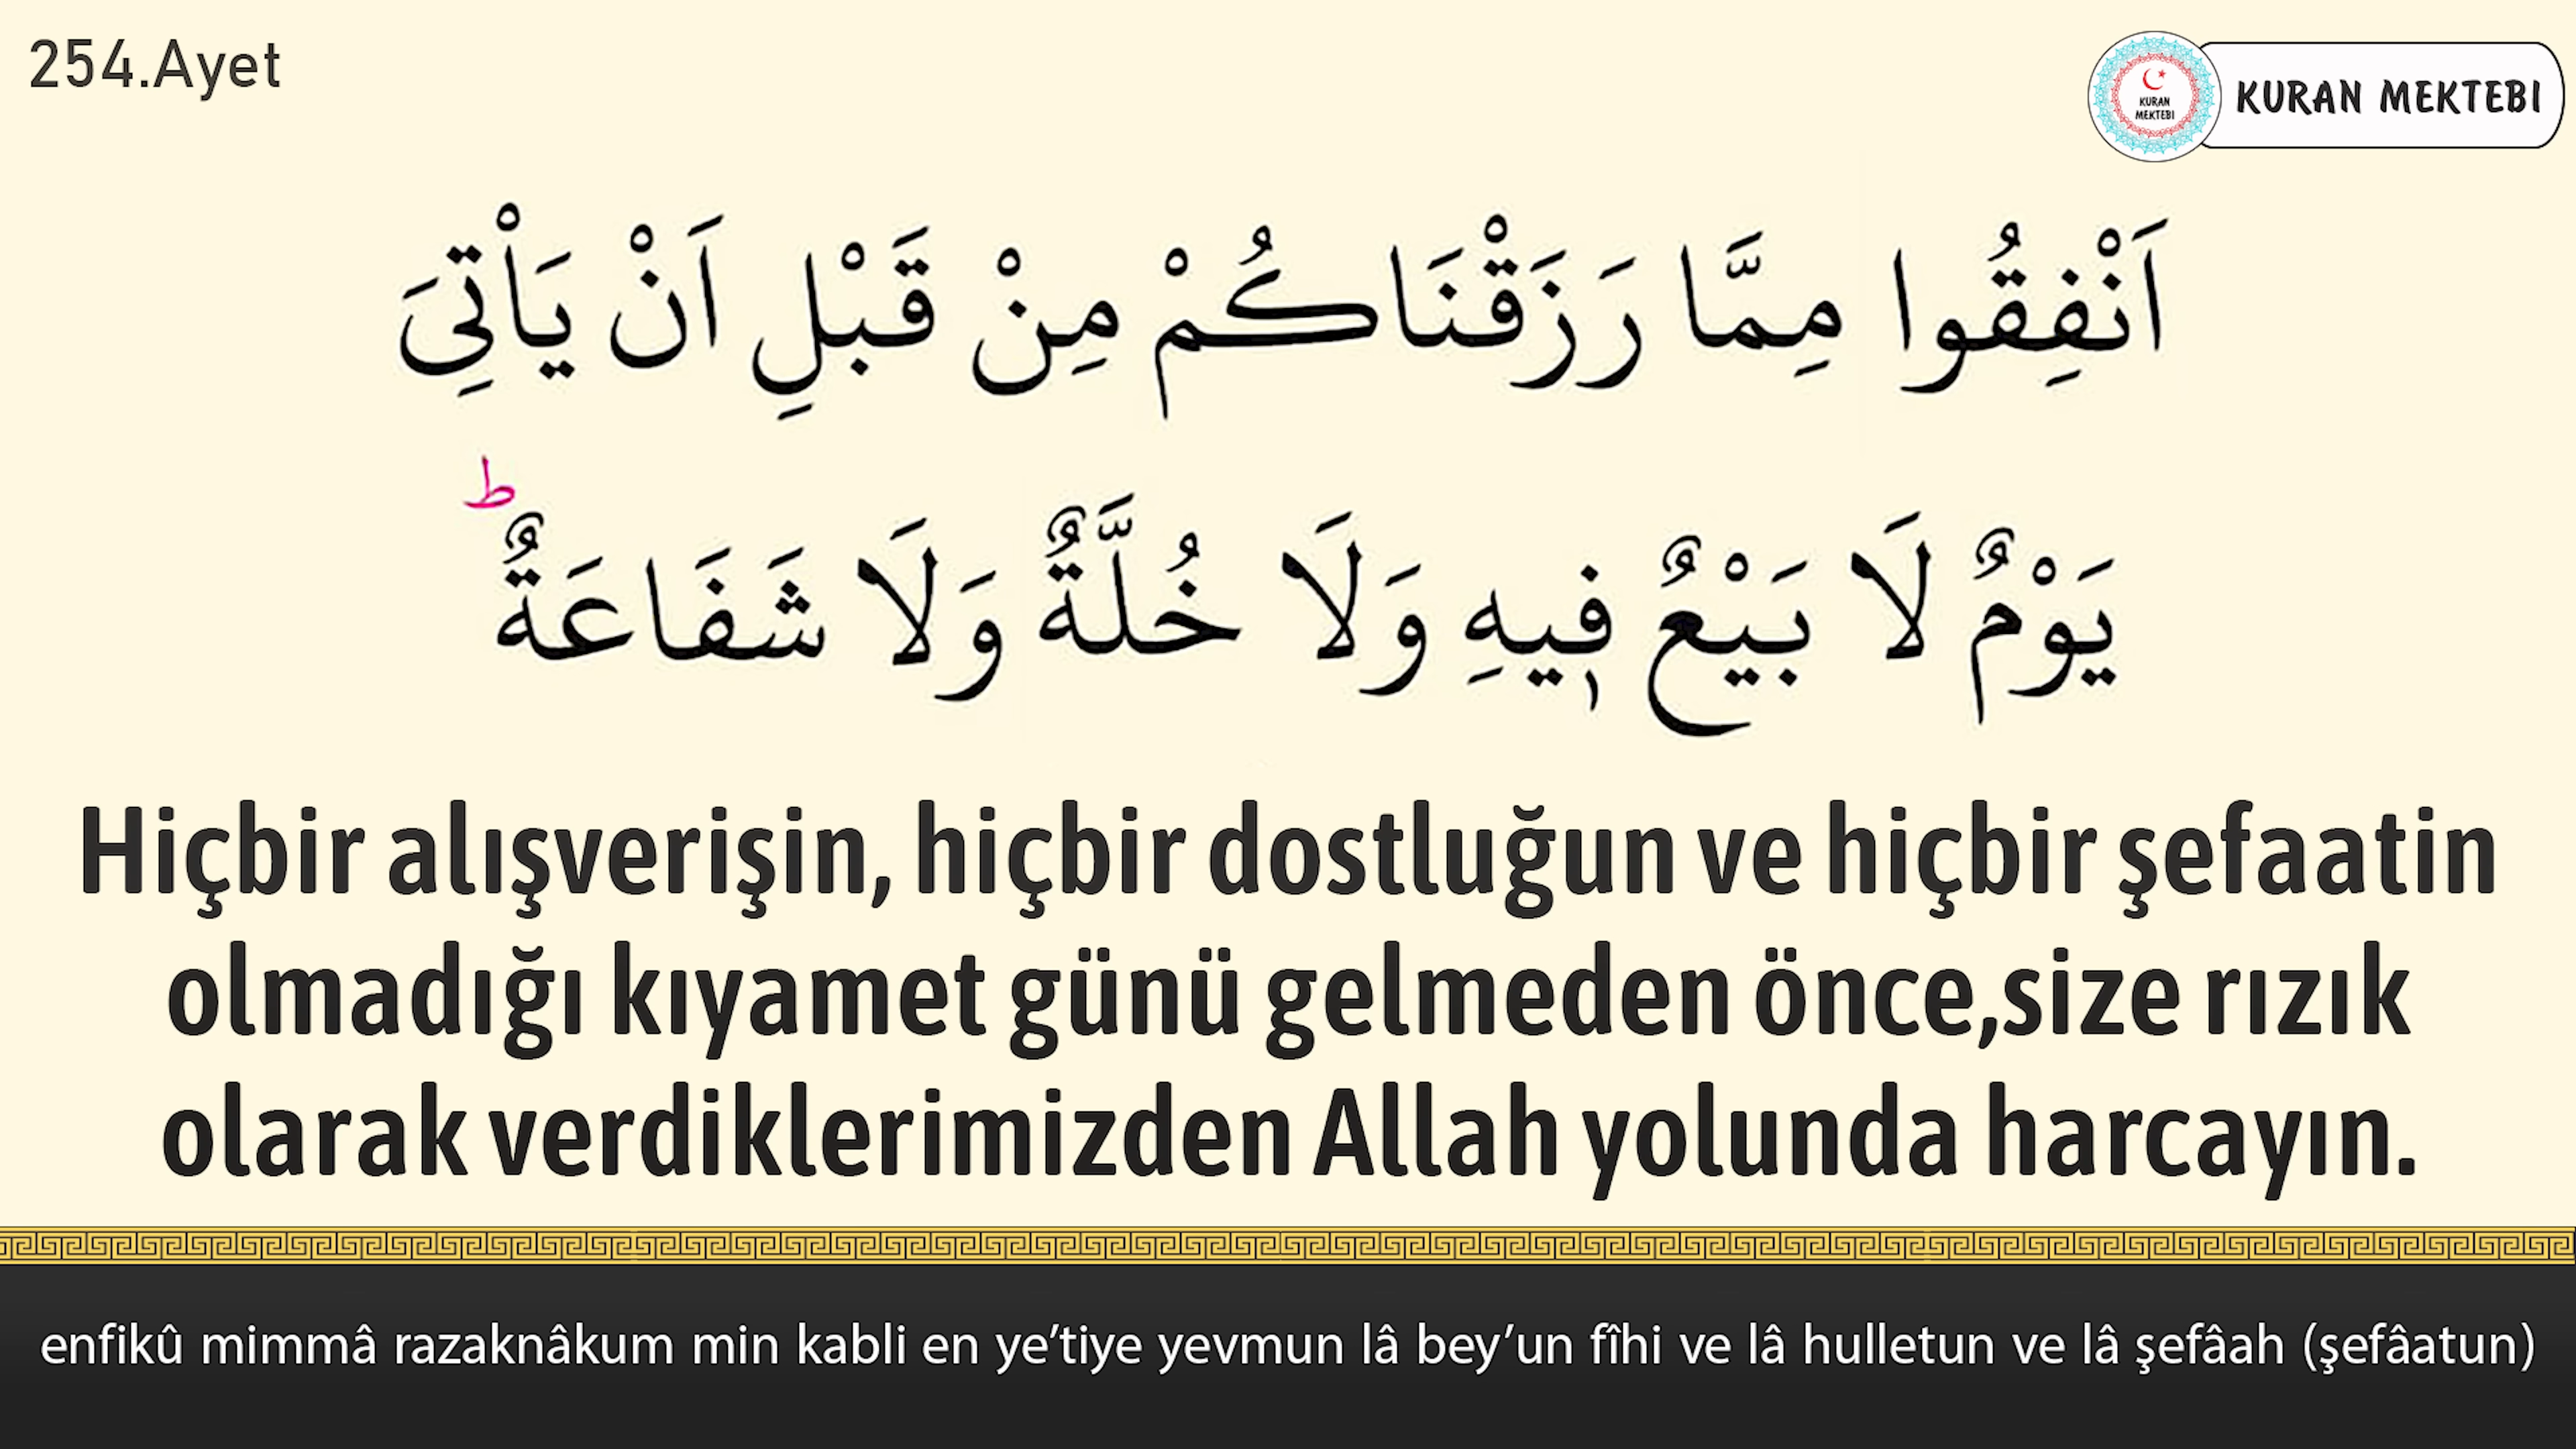 254.Ayet
KURAN
MEKTEBI
KURAN MEKTEBI
اَنْفِقُوا مِمَّا رَزَقْنَاكُمْ مِنْ قَبْلِ اَنْ يَأْتِىَ
يَوْمٌ لَا بَيْعٌ فٖيهِ وَلَا خُلَّةٌ وَلَا شَفَاعَةٌ ط
Hiçbir alışverişin, hiçbir dostluğun ve hiçbir şefaatin
olmadığı kıyamet günü gelmeden önce,size rızık
olarak verdiklerimizden Allah yolunda harcayın.
enfikû mimmâ razaknâkum min kabli en ye’tiye yevmun lâ bey’un fîhi ve lâ hulletun ve lâ şefâah (şefâatun)